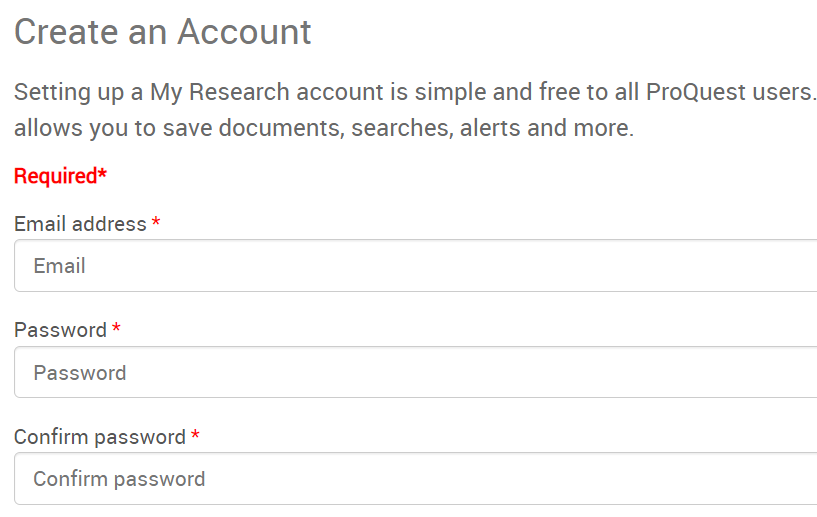 Create an Account
Setting up a My Research account is simple and free to all ProQuest users.
allows you to save documents, searches, alerts and more.
Required*
Email address *
Email
Password *
Password
Confirm password *
Confirm password